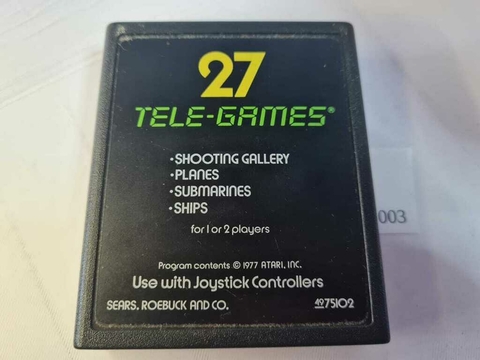 27
TELE-GAMES®
•SHOOTING GALLERY
•PLANES
•SUBMARINES
•SHIPS
for 1 or 2 players
003
Program contents © 1977 ATARI, INC.
Use with Joystick Controllers
SEARS, ROEBUCK AND CO. 4975102